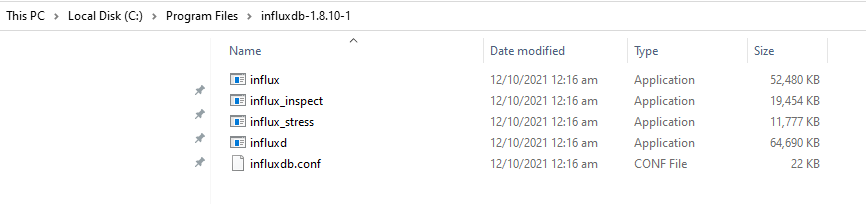 This PC > Local Disk (C:) > Program Files > influxdb-1.8.10-1
Name Date modified Type Size
influx 12/10/2021 12:16 am Application 52,480 KB
influx_inspect 12/10/2021 12:16 am Application 19,454 KB
influx_stress 12/10/2021 12:16 am Application 11,777 KB
influxd 12/10/2021 12:16 am Application 64,690 KB
influxdb.conf 12/10/2021 12:16 am CONF File 22 KB